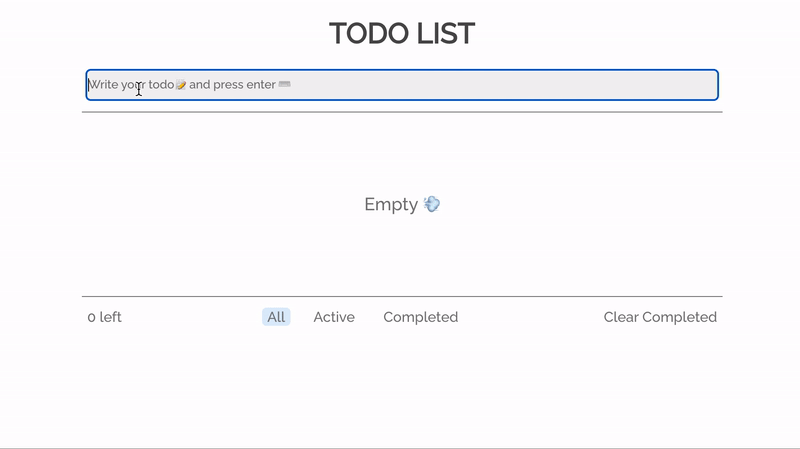 TODO LIST
Write your todo📝 and press enter ⌨️
Empty 💨
0 left All Active Completed Clear Completed